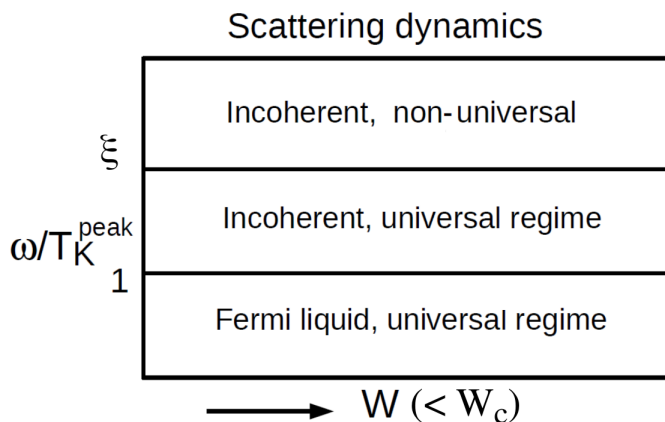 Scattering dynamics
Incoherent, non-universal
ξ
Incoherent, universal regime
ω/T_K^peak
1
Fermi liquid, universal regime
W (< W_c)